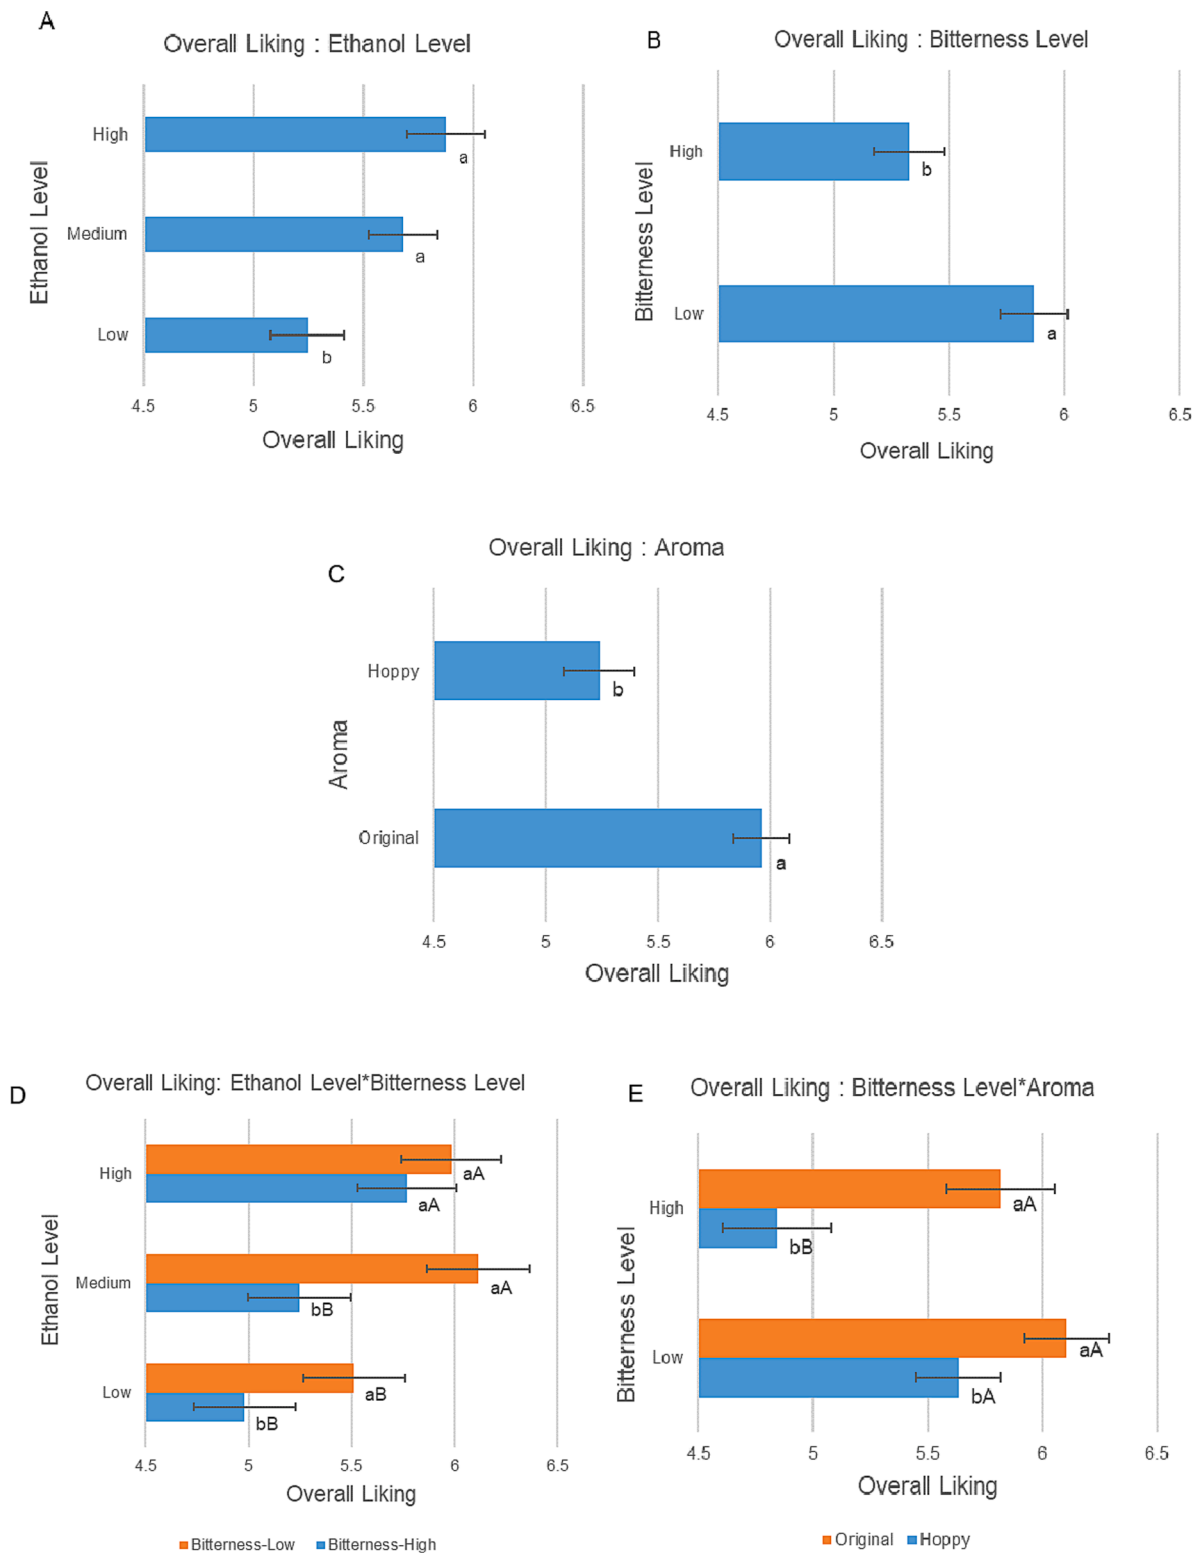 A
Overall Liking : Ethanol Level
Ethanol Level
High
a
Medium
a
Low
b
4.5 5 5.5 6 6.5
Overall Liking
B
Overall Liking : Bitterness Level
Bitterness Level
High
b
Low
a
4.5 5 5.5 6 6.5
Overall Liking
Overall Liking : Aroma
C
Aroma
Hoppy
b
Original
a
4.5 5 5.5 6 6.5
Overall Liking
D
Overall Liking: Ethanol Level*Bitterness Level
Ethanol Level
High
aA
aA
Medium
aA
bB
Low
aB
bB
4.5 5 5.5 6 6.5
Overall Liking
Bitterness-Low Bitterness-High
E
Overall Liking : Bitterness Level*Aroma
Bitterness Level
High
aA
bB
Low
aA
bA
4.5 5 5.5 6 6.5
Overall Liking
Original Hoppy